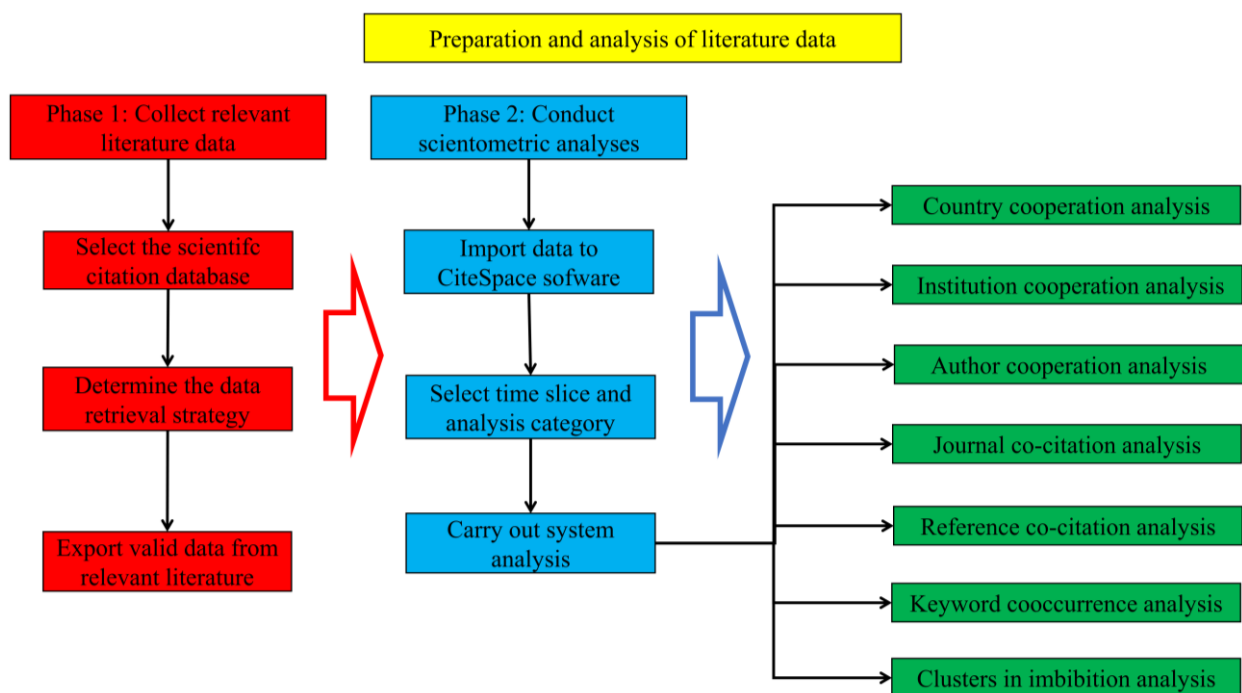 Preparation and analysis of literature data
Phase 1: Collect relevant
literature data
Select the scientifc
citation database
Determine the data
retrieval strategy
Export valid data from
relevant literature
Phase 2: Conduct
scientometric analyses
Import data to
CiteSpace sofware
Select time slice and
analysis category
Carry out system
analysis
Country cooperation analysis
Institution cooperation analysis
Author cooperation analysis
Journal co-citation analysis
Reference co-citation analysis
Keyword cooccurrence analysis
Clusters in imbibition analysis